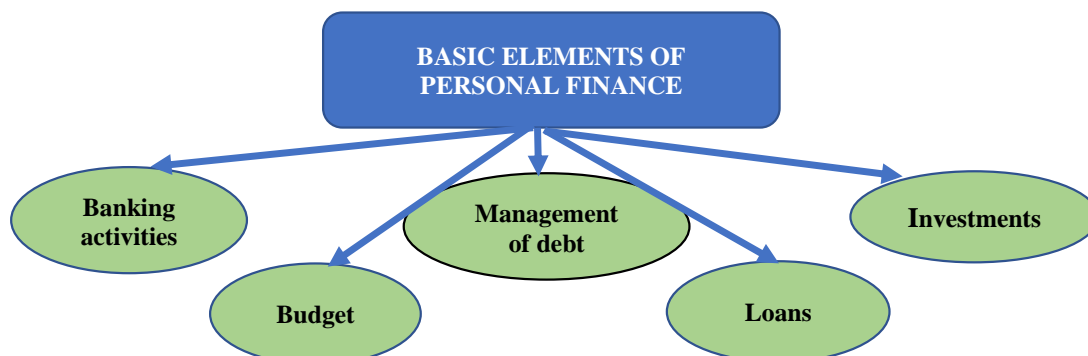 BASIC ELEMENTS OF
PERSONAL FINANCE
Banking
activities
Management
of debt
Investments
Budget
Loans